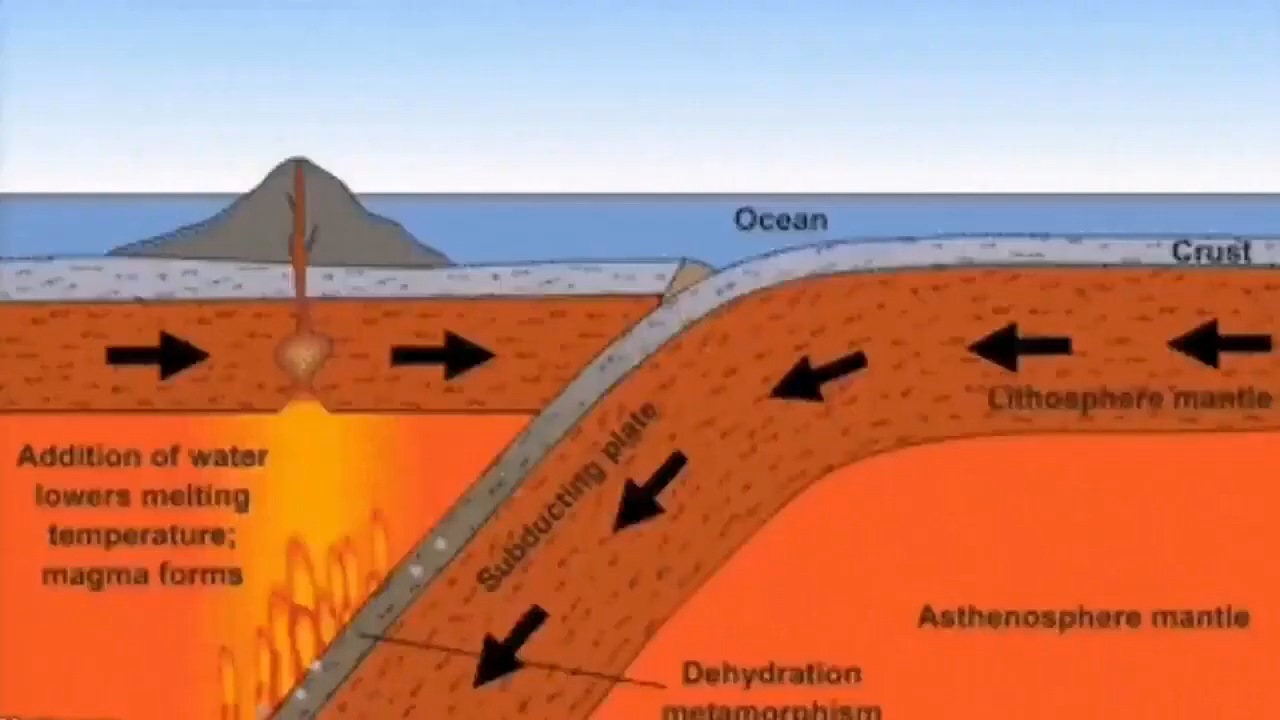 Ocean
Crust
Lithosphere mantle
Subducting plate
Addition of water
lowers melting
temperature;
magma forms
Asthenosphere mantle
Dehydration
metamorphism